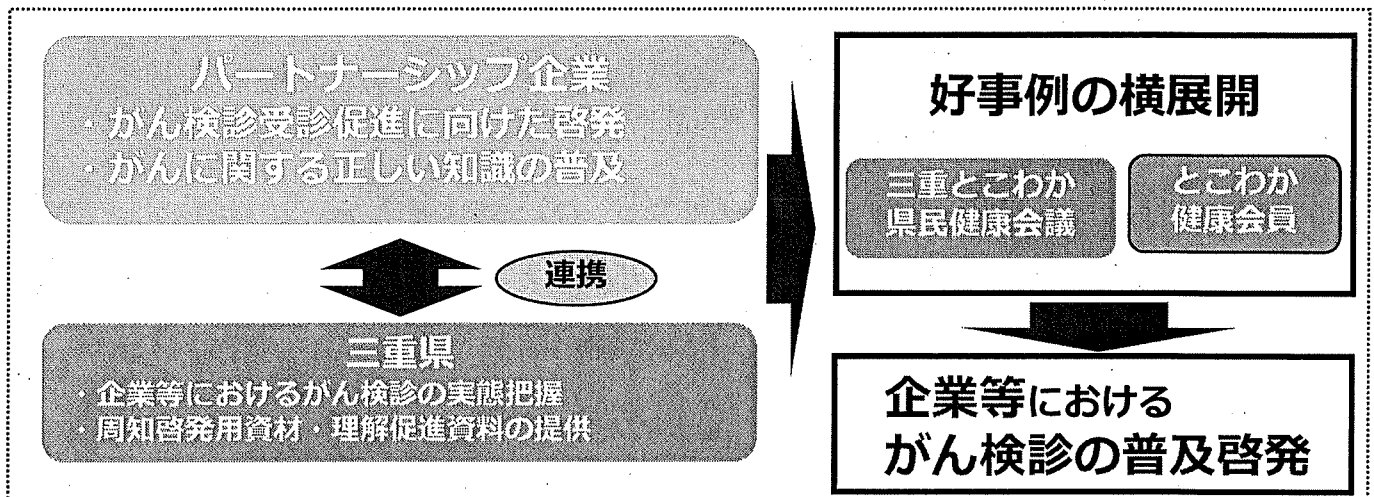 パートナーシップ企業
・がん検診受診促進に向けた啓発
・がんに関する正しい知識の普及
連携
三重県
・企業等におけるがん検診の実態把握
・周知啓発用資材・理解促進資料の提供
好事例の横展開
三重とこわか
県民健康会議
とこわか
健康会員
企業等における
がん検診の普及啓発